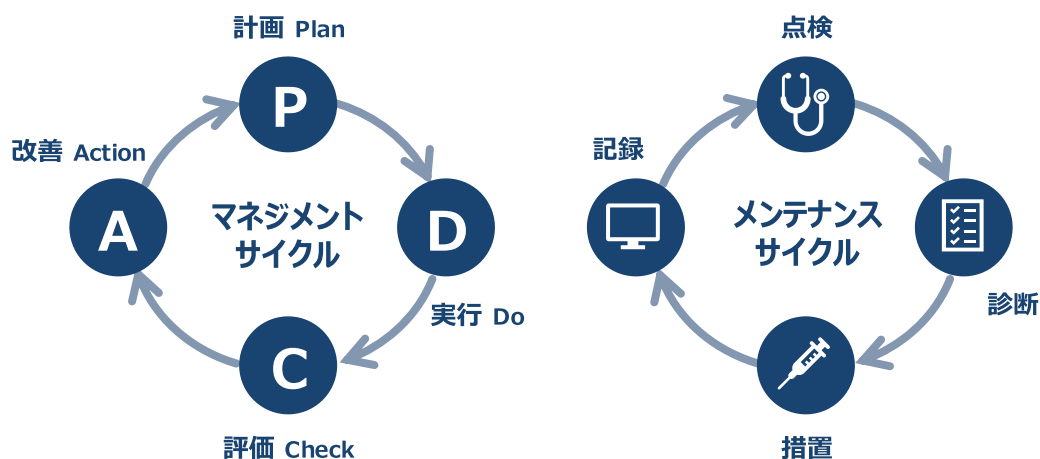 計画 Plan
P
改善 Action
A
マネジメント
サイクル
D
実行 Do
C
評価 Check
点検
記録
メンテナンス
サイクル
診断
措置